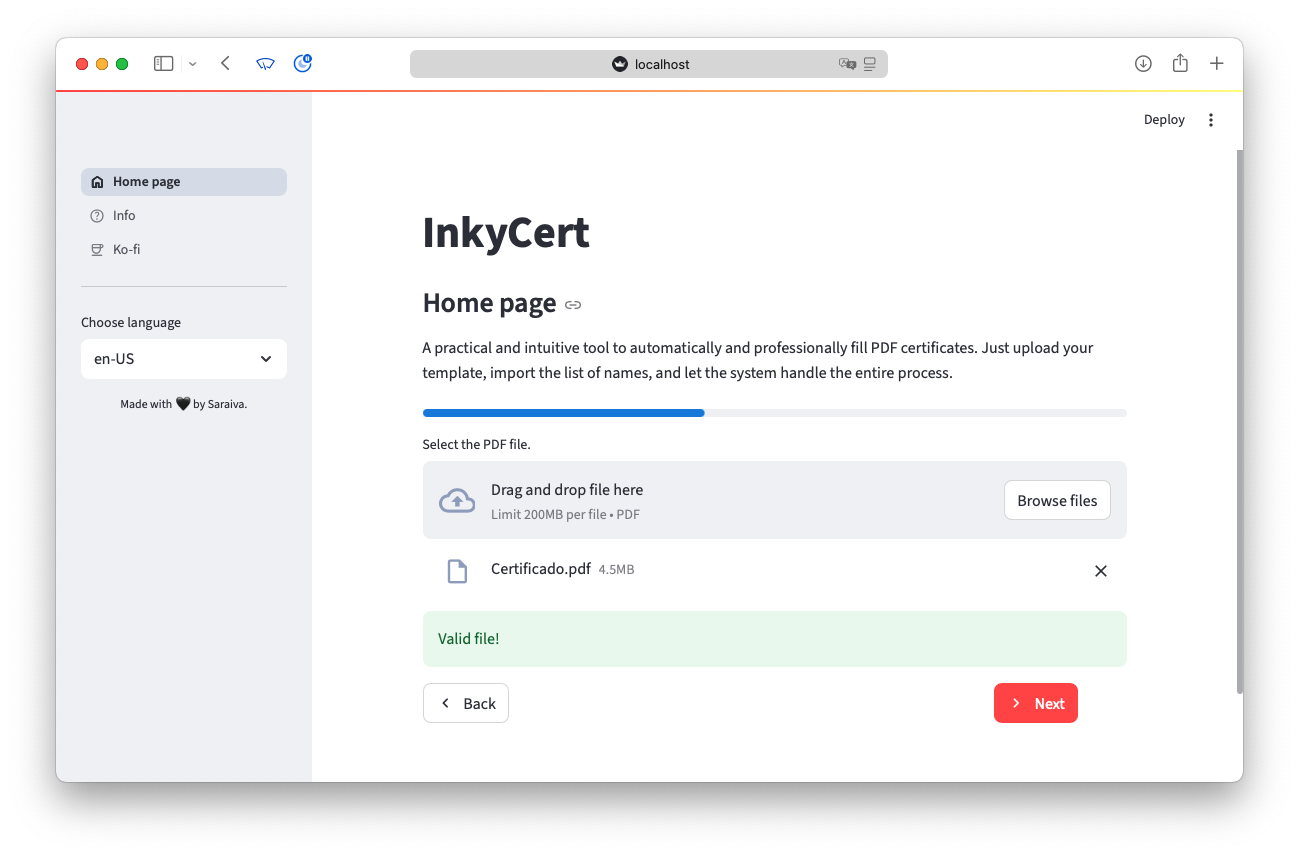 localhost
Deploy
Home page
Info
Ko-fi
Choose language
en-US
Made with 🖤 by Saraiva.
InkyCert
Home page
A practical and intuitive tool to automatically and professionally fill PDF certificates. Just upload your
template, import the list of names, and let the system handle the entire process.
Select the PDF file.
Drag and drop file here
Limit 200MB per file • PDF
Browse files
Certificado.pdf 4.5MB
Valid file!
Back
Next